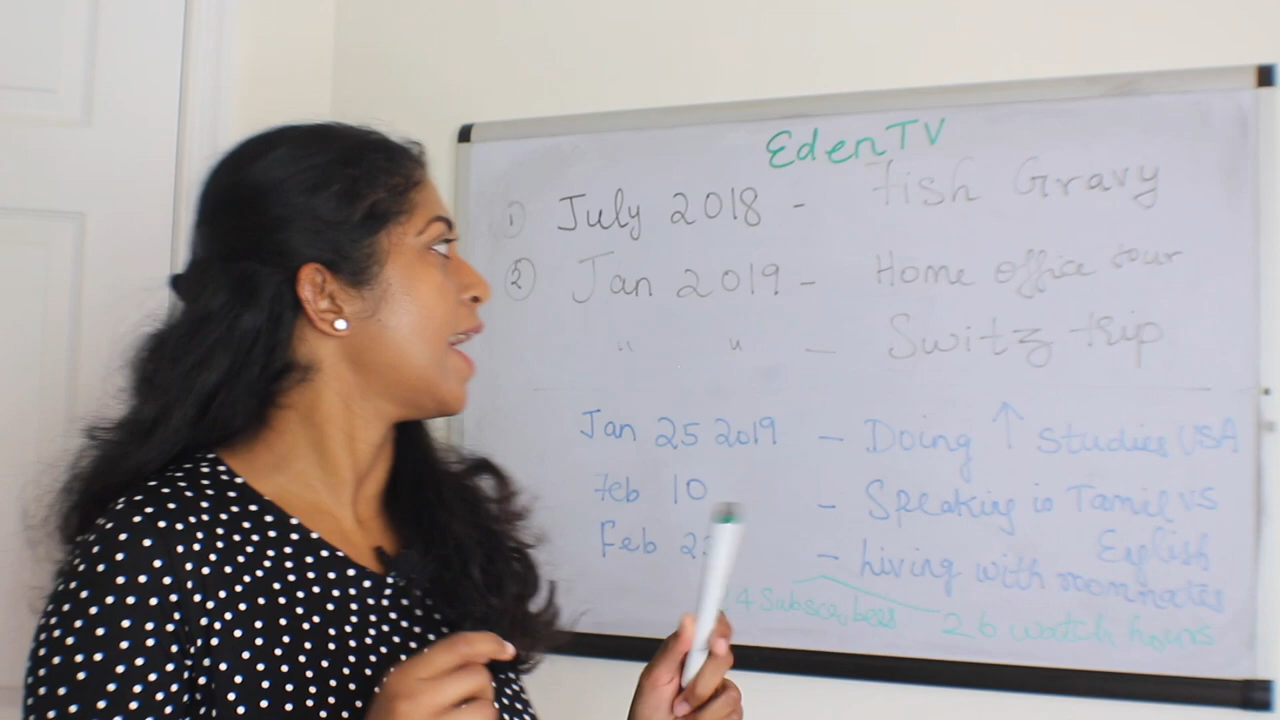 EdenTV
① July 2018 - Fish Gravy
② Jan 2019 - Home office tour
" " - Switz trip
Jan 25 2019 - Doing ↑ Studies USA
Feb 10 - Speaking in Tamil VS
English
Feb 2 - Living with roommates
4 Subscribers 26 watch hours